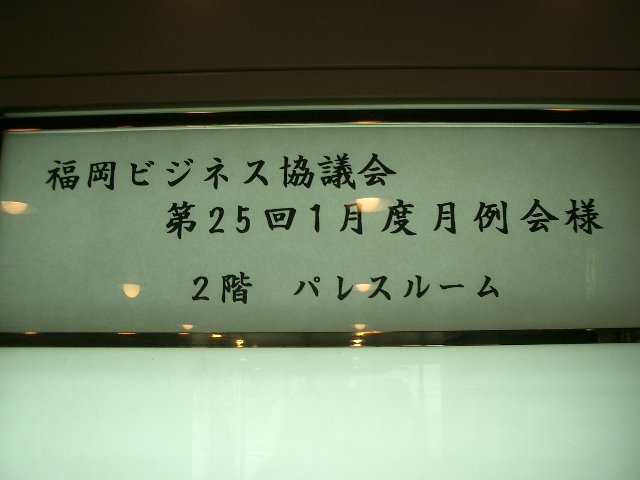 福岡ビジネス協議会
第25回1月度月例会様
2階 パレスルーム